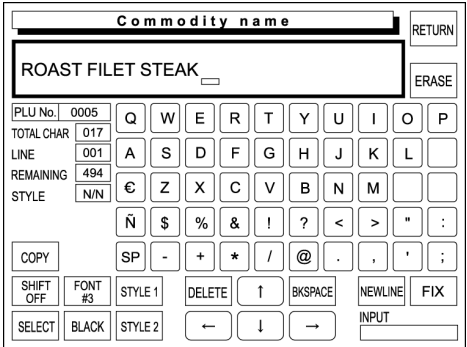 Commodity name
RETURN
ROAST FILET STEAK_
ERASE
PLU No. 0005
TOTAL CHAR 017
LINE 001
REMAINING 494
STYLE N/N
Q W E R T Y U I O P
A S D F G H J K L
€ Z X C V B N M
Ñ $ % & ! ? < > " :
COPY SP - + * / @ . , ' ;
SHIFT OFF FONT #3 STYLE 1 DELETE ↑ BKSPACE NEWLINE FIX
SELECT BLACK STYLE 2 ← ↓ → INPUT